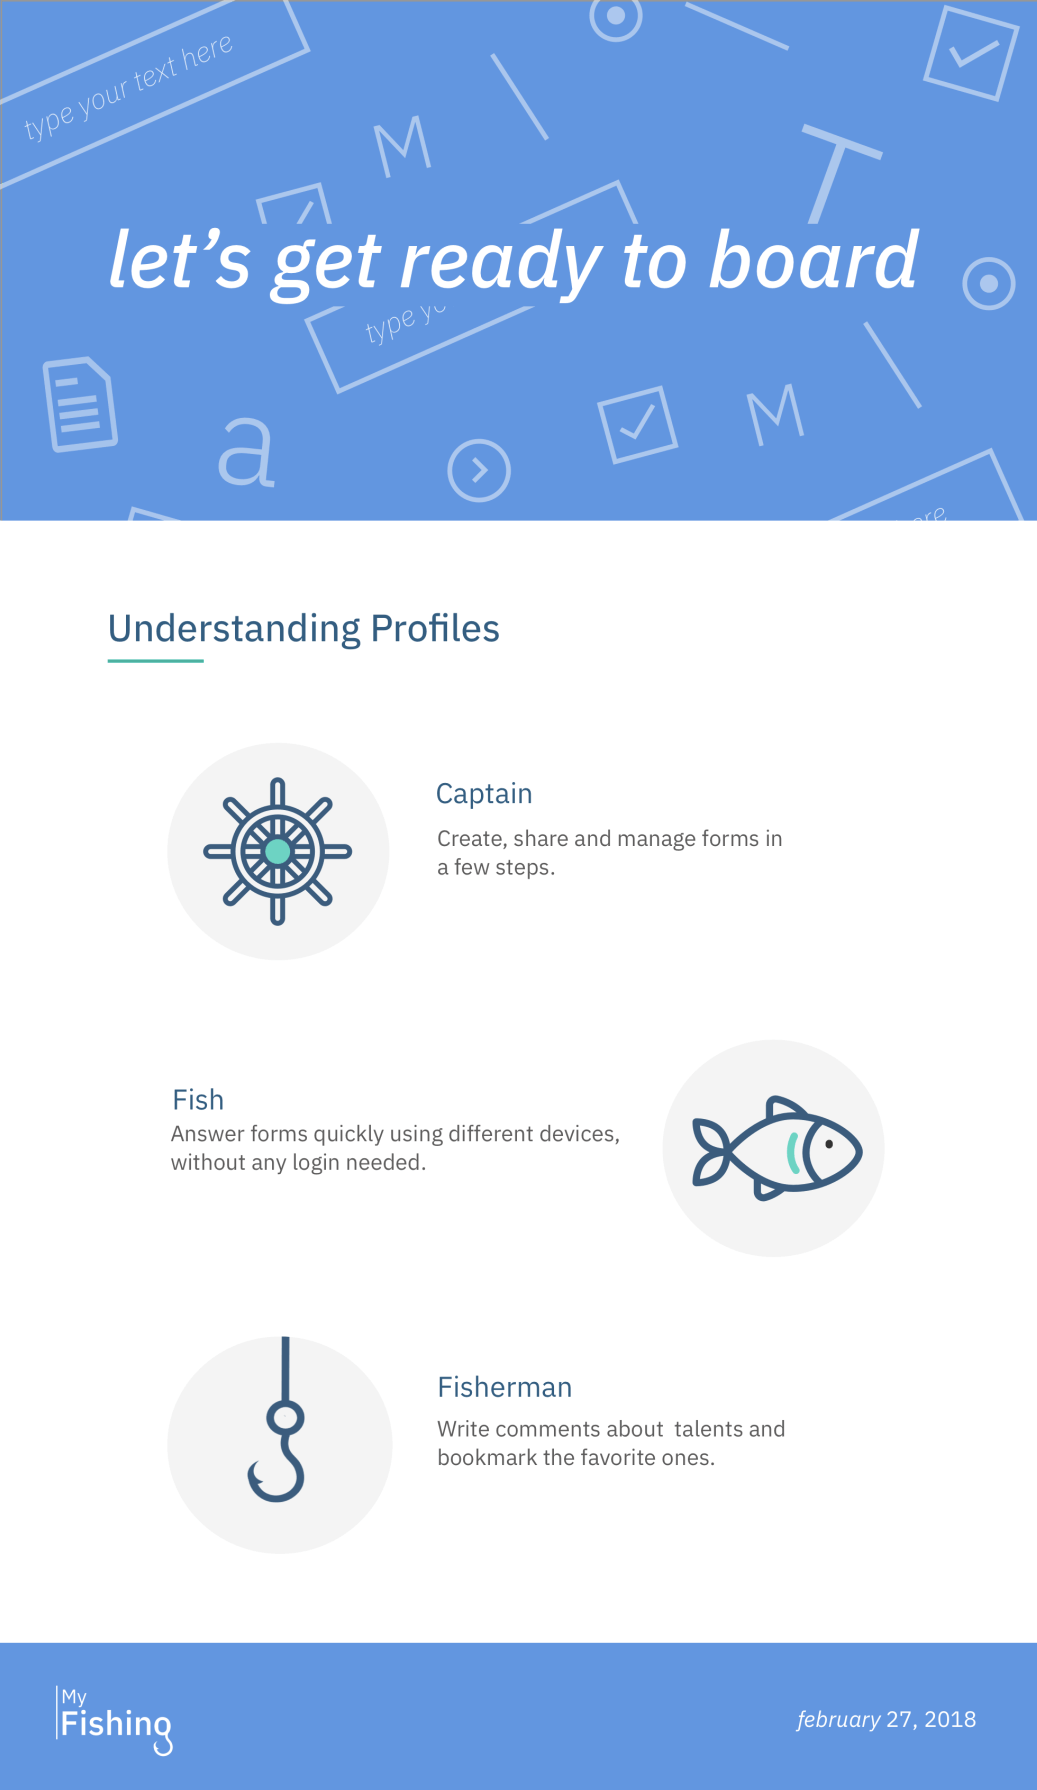 type your text here
M
T
let’s get ready to board
type yo
a
M
ere
Understanding Profiles
Captain
Create, share and manage forms in
a few steps.
Fish
Answer forms quickly using different devices,
without any login needed.
Fisherman
Write comments about  talents and
bookmark the favorite ones.
My
Fishing
february 27, 2018